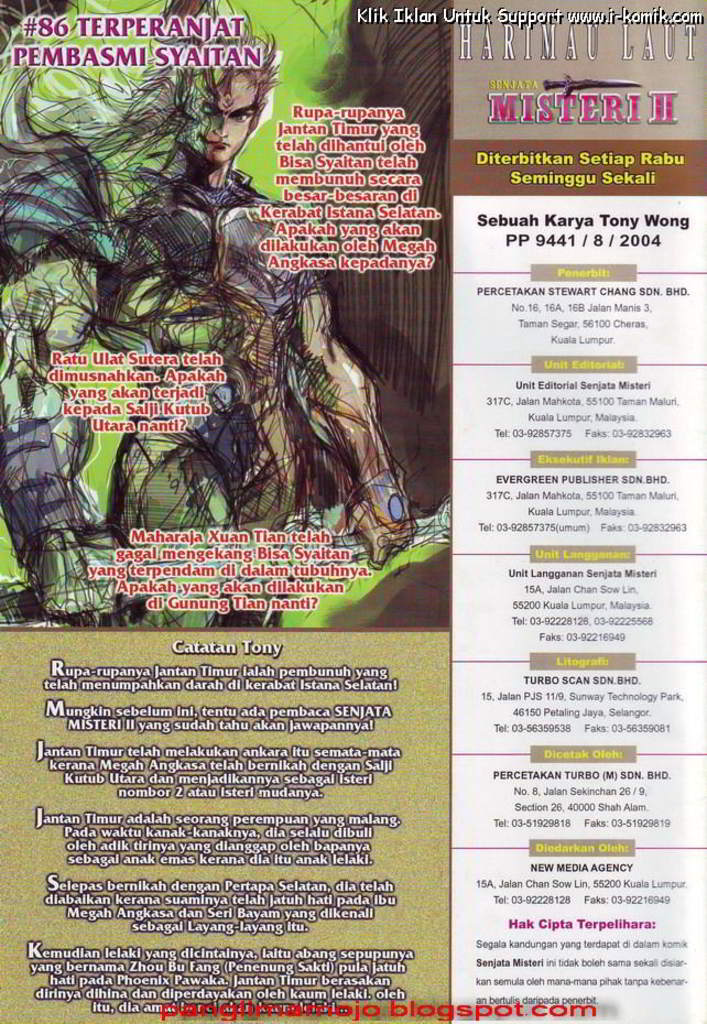 Klik Iklan Untuk Support www.i-komik.com
#86 TERPERANJAT
PEMBASMI SYAITAN
Rupa-rupanya
Jantan Timur yang
telah dihantui oleh
Bisa Syaitan telah
membunuh secara
besar-besaran di
Kerabat Istana Selatan.
Apakah yang akan
dilakukan oleh Megah
Angkasa kepadanya?
Ratu Ulat Sutera telah
dimusnahkan. Apakah
yang akan terjadi
kepada Salji Kutub
Utara nanti?
Maharaja Xuan Tian telah
gagal mengekang Bisa Syaitan
yang terpendam di dalam tubuhnya.
Apakah yang akan dilakukan
di Gunung Tian nanti?
Catatan Tony
Rupa-rupanya Jantan Timur ialah pembunuh yang
telah menumpahkan darah di kerabat Istana Selatan!
Mungkin sebelum ini, tentu ada pembaca SENJATA
MISTERI II yang sudah tahu akan jawapannya!
Jantan Timur telah melakukan ankara itu semata-mata
kerana Megah Angkasa telah bernikah dengan Salji
Kutub Utara dan menjadikannya sebagai isteri
nombor 2 atau isteri mudanya.
Jantan Timur adalah seorang perempuan yang malang.
Pada waktu kanak-kanaknya, dia selalu dibuli
oleh adik tirinya yang dianggap oleh bapanya
sebagai anak emas kerana dia itu anak lelaki.
Selepas bernikah dengan Pertapa Selatan, dia telah
diabaikan kerana suaminya telah jatuh hati pada ibu
Megah Angkasa dan Seri Bayam yang dikenali
sebagai Layang-layang itu.
Kemudian lelaki yang dicintainya, iaitu abang sepupunya
yang bernama Zhou Bu Fang (Penenung Sakti) pula jatuh
hati pada Phoenix Pawaka. Jantan Timur berasakan
dirinya dihina dan diperdayakan oleh kaum lelaki, oleh
itu, dia
panglimamojo.blogspot.com
HARIMAU LAUT
SENJATA
MISTERI II
Diterbitkan Setiap Rabu
Seminggu Sekali
Sebuah Karya Tony Wong
PP 9441 / 8 / 2004
Penerbit:
PERCETAKAN STEWART CHANG SDN. BHD.
No.16, 16A, 16B Jalan Manis 3,
Taman Segar, 56100 Cheras,
Kuala Lumpur.
Unit Editorial:
Unit Editorial Senjata Misteri
317C, Jalan Mahkota, 55100 Taman Maluri,
Kuala Lumpur, Malaysia.
Tel: 03-92857375 Faks: 03-92832963
Eksekutif Iklan:
EVERGREEN PUBLISHER SDN.BHD.
317C, Jalan Mahkota, 55100 Taman Maluri,
Kuala Lumpur, Malaysia.
Tel: 03-92857375(umum) Faks: 03-92832963
Unit Langganan:
Unit Langganan Senjata Misteri
15A, Jalan Chan Sow Lin,
55200 Kuala Lumpur, Malaysia.
Tel: 03-92228128, 03-92225568
Faks: 03-92216949
Litografi:
TURBO SCAN SDN.BHD.
15, Jalan PJS 11/9, Sunway Technology Park,
46150 Petaling Jaya, Selangor.
Tel: 03-56359538 Faks: 03-56359081
Dicetak Oleh:
PERCETAKAN TURBO (M) SDN. BHD.
No. 8, Jalan Sekinchan 26 / 9,
Section 26, 40000 Shah Alam.
Tel: 03-51929818 Faks: 03-51929819
Diedarkan Oleh:
NEW MEDIA AGENCY
15A, Jalan Chan Sow Lin, 55200 Kuala Lumpur.
Tel: 03-92228128 Faks: 03-92216949
Hak Cipta Terpelihara:
Segala kandungan yang terdapat di dalam komik
Senjata Misteri ini tidak boleh sama sekali disiar-
kan semula oleh mana-mana pihak tanpa kebenar-
an bertulis daripada penerbit.